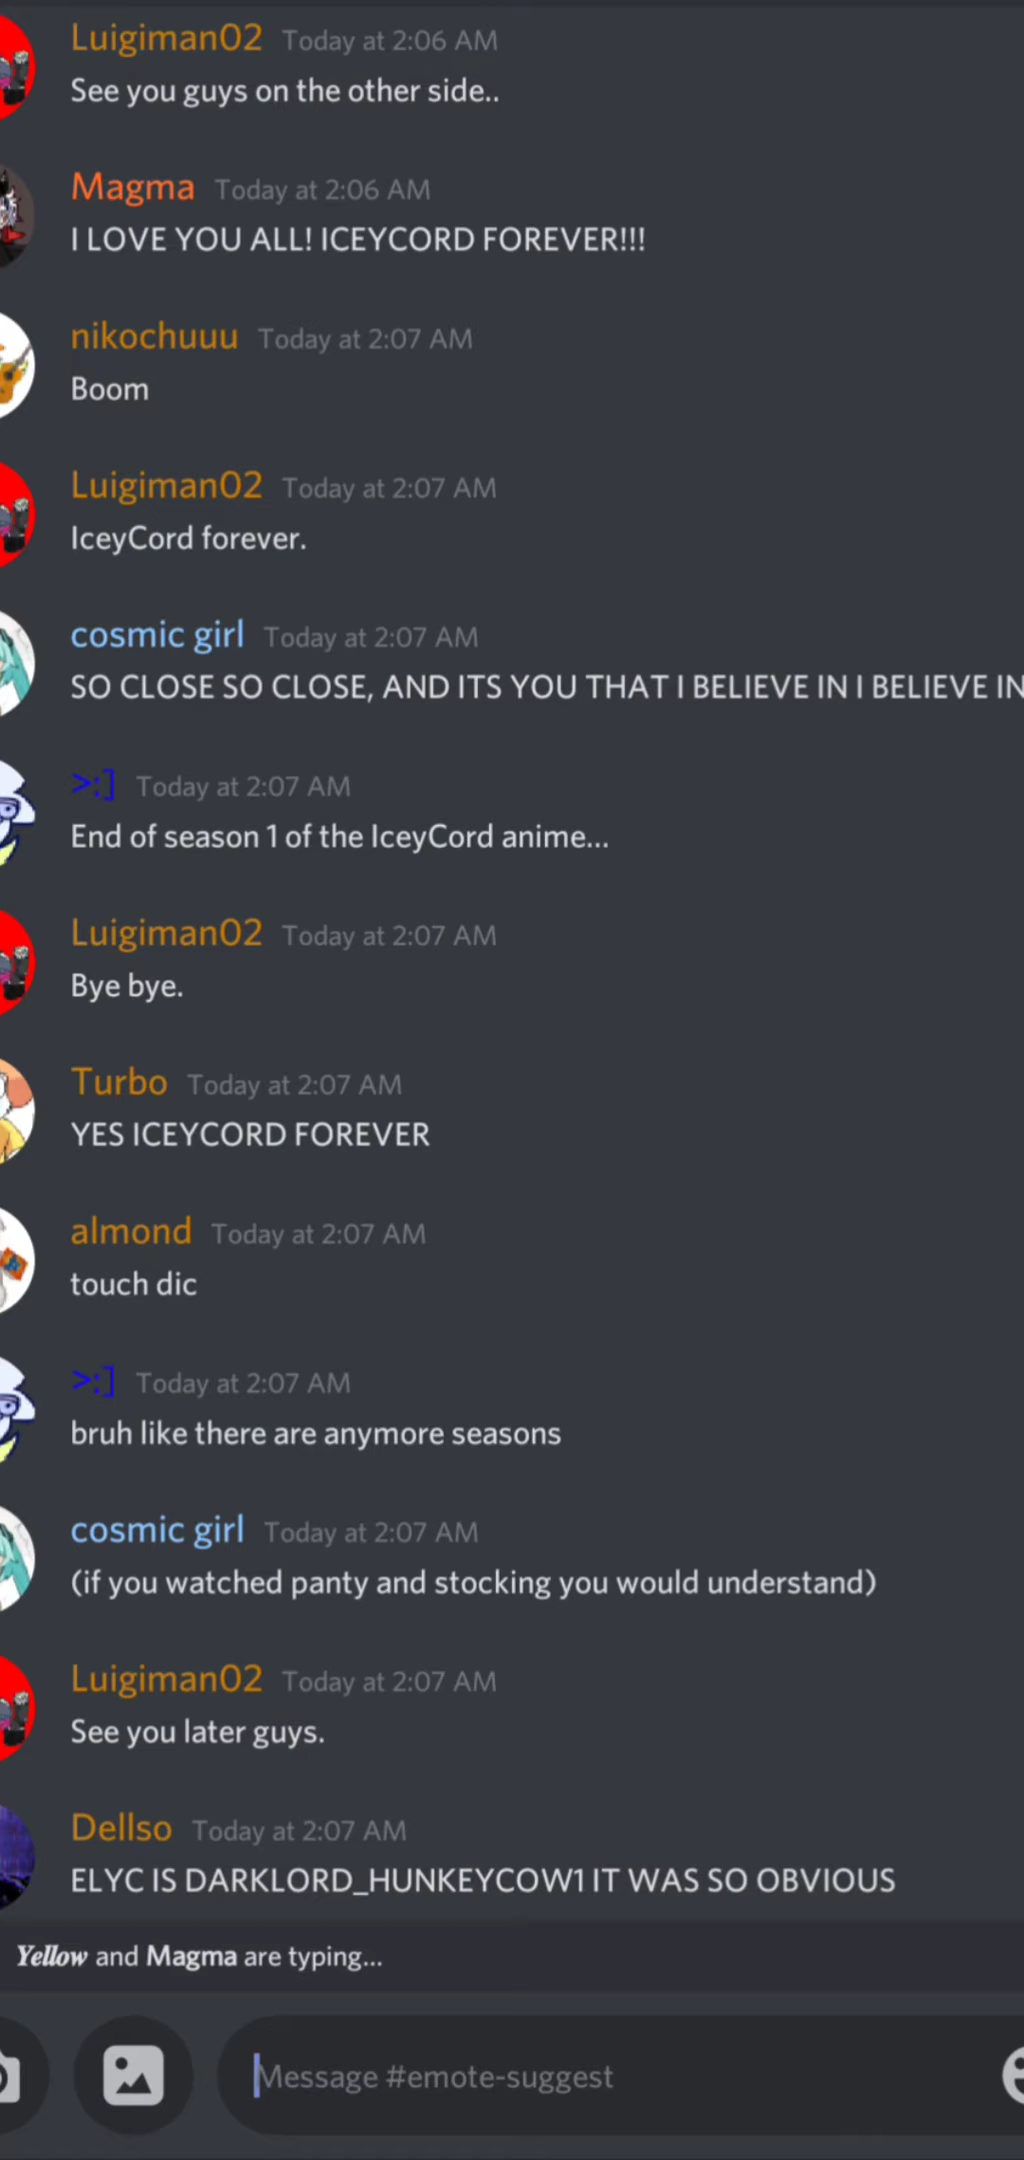 Luigiman02 Today at 2:06 AM
See you guys on the other side..
Magma Today at 2:06 AM
I LOVE YOU ALL! ICEYCORD FOREVER!!!
nikochuuu Today at 2:07 AM
Boom
Luigiman02 Today at 2:07 AM
IceyCord forever.
cosmic girl Today at 2:07 AM
SO CLOSE SO CLOSE, AND ITS YOU THAT I BELIEVE IN I BELIEVE IN
>:] Today at 2:07 AM
End of season 1 of the IceyCord anime...
Luigiman02 Today at 2:07 AM
Bye bye.
Turbo Today at 2:07 AM
YES ICEYCORD FOREVER
almond Today at 2:07 AM
touch dic
>:] Today at 2:07 AM
bruh like there are anymore seasons
cosmic girl Today at 2:07 AM
(if you watched panty and stocking you would understand)
Luigiman02 Today at 2:07 AM
See you later guys.
Dellso Today at 2:07 AM
ELYC IS DARKLORD_HUNKEYCOW1 IT WAS SO OBVIOUS
Yellow and Magma are typing...
Message #emote-suggest